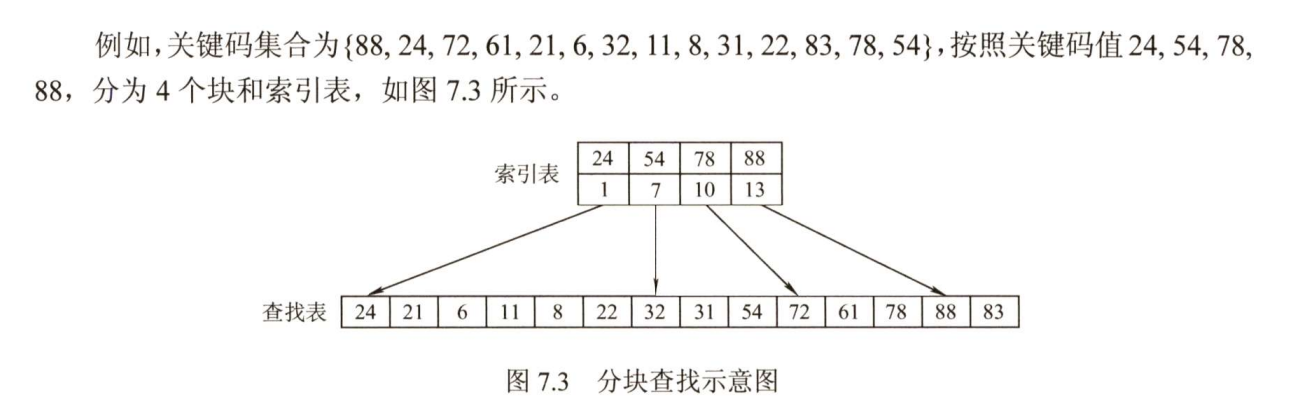 例如,关键码集合为{88, 24, 72, 61, 21, 6, 32, 11, 8, 31, 22, 83, 78, 54},按照关键码值 24, 54, 78,
88，分为 4 个块和索引表，如图 7.3 所示。
索引表
24 54 78 88
1 7 10 13
查找表 24 21 6 11 8 22 32 31 54 72 61 78 88 83
图 7.3 分块查找示意图